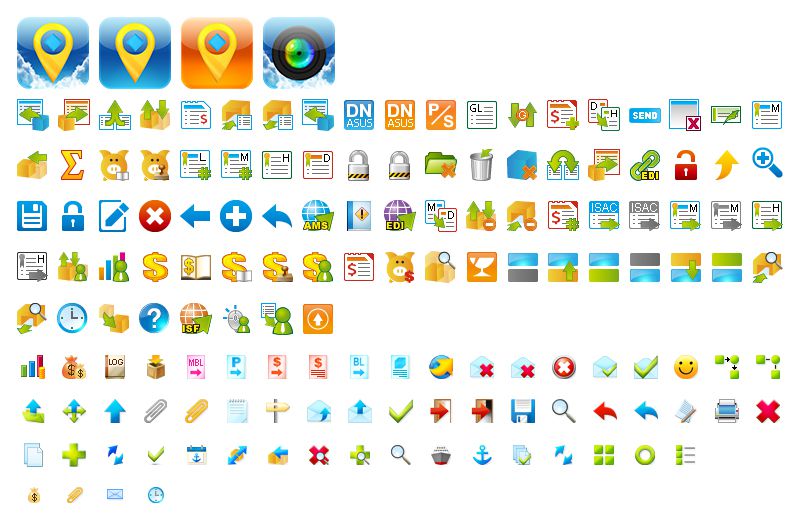 DN ASUS DN ASUS P/S GL G $ D H SEND M
Σ L M H D EDI
AMS EDI M D $ ISAC ISAC M M H
H $ $ $ $ $ $ $
? ISF
$ $ LOG MBL P $ $ BL
$